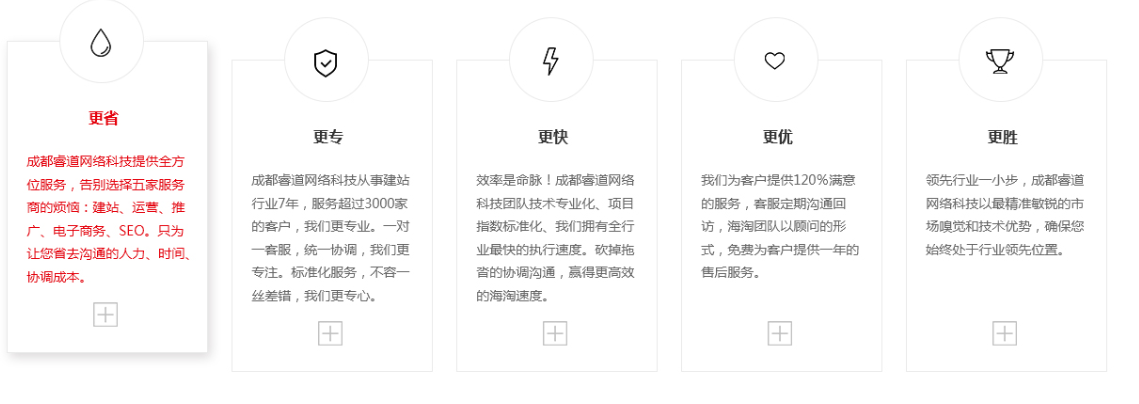 更省
成都睿道网络科技提供全方
位服务，告别选择五家服务
商的烦恼：建站、运营、推
广、电子商务、SEO。只为
让您省去沟通的人力、时间、
协调成本。
更专
成都睿道网络科技从事建站
行业7年，服务超过3000家
的客户，我们更专业。一对
一客服，统一协调，我们更
专注。标准化服务，不容一
丝差错，我们更专心。
更快
效率是命脉！成都睿道网络
科技团队技术专业化、项目
指数标准化、我们拥有全行
业最快的执行速度。砍掉拖
沓的协调沟通，赢得更高效
的海淘速度。
更优
我们为客户提供120%满意
的服务，客服定期沟通回
访，海淘团队以顾问的形
式，免费为客户提供一年的
售后服务。
更胜
领先行业一小步，成都睿道
网络科技以最精准敏锐的市
场嗅觉和技术优势，确保您
始终处于行业领先位置。